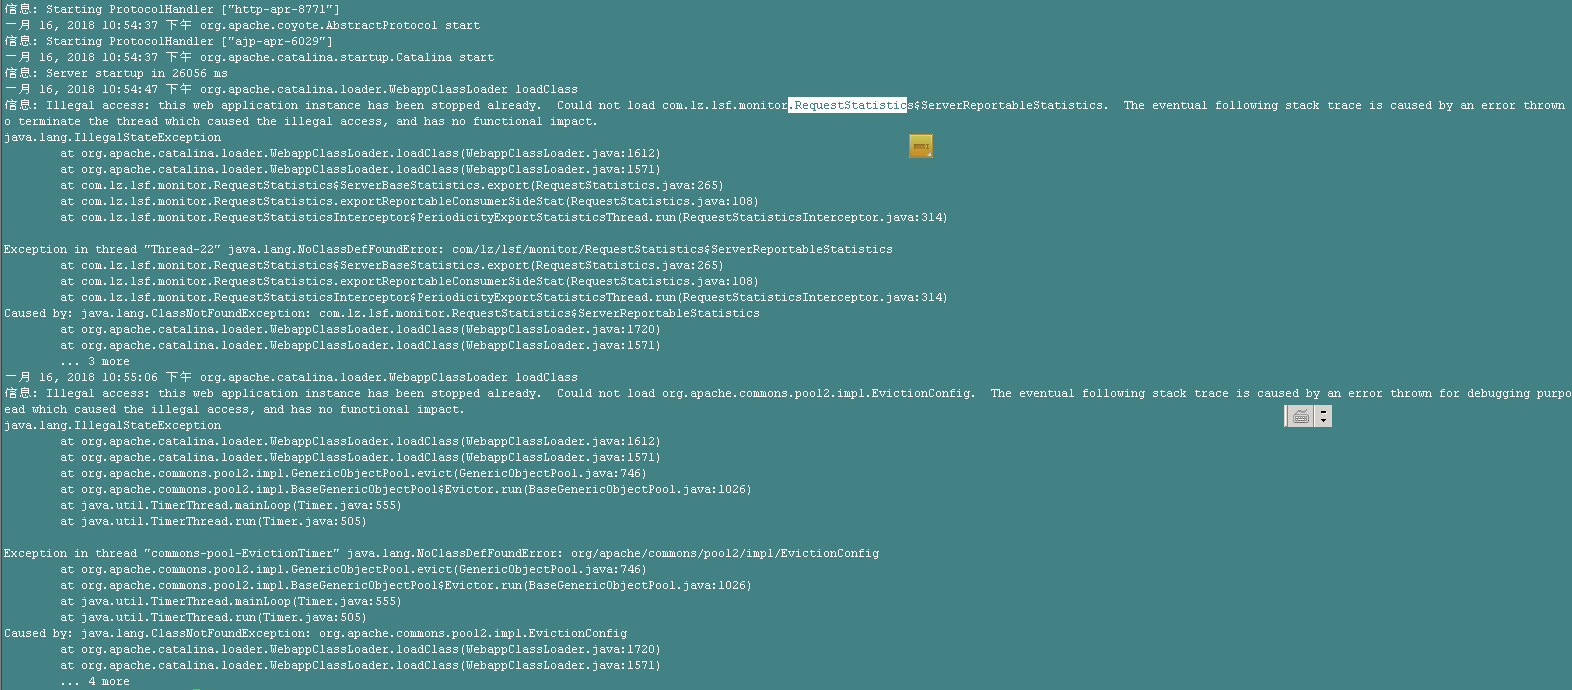 信息: Starting ProtocolHandler ["http-apr-8771"]
一月 16, 2018 10:54:37 下午 org.apache.coyote.AbstractProtocol start
信息: Starting ProtocolHandler ["ajp-apr-6029"]
一月 16, 2018 10:54:37 下午 org.apache.catalina.startup.Catalina start
信息: Server startup in 26056 ms
一月 16, 2018 10:54:47 下午 org.apache.catalina.loader.WebappClassLoader loadClass
信息: Illegal access: this web application instance has been stopped already.  Could not load com.lz.lsf.monitor.RequestStatistics$ServerReportableStatistics.  The eventual following stack trace is caused by an error thrown
o terminate the thread which caused the illegal access, and has no functional impact.
java.lang.IllegalStateException
at org.apache.catalina.loader.WebappClassLoader.loadClass(WebappClassLoader.java:1612)
at org.apache.catalina.loader.WebappClassLoader.loadClass(WebappClassLoader.java:1571)
at com.lz.lsf.monitor.RequestStatistics$ServerBaseStatistics.export(RequestStatistics.java:265)
at com.lz.lsf.monitor.RequestStatistics.exportReportableConsumerSideStat(RequestStatistics.java:108)
at com.lz.lsf.monitor.RequestStatisticsInterceptor$PeriodicityExportStatisticsThread.run(RequestStatisticsInterceptor.java:314)
Exception in thread "Thread-22" java.lang.NoClassDefFoundError: com/lz/lsf/monitor/RequestStatistics$ServerReportableStatistics
at com.lz.lsf.monitor.RequestStatistics$ServerBaseStatistics.export(RequestStatistics.java:265)
at com.lz.lsf.monitor.RequestStatistics.exportReportableConsumerSideStat(RequestStatistics.java:108)
at com.lz.lsf.monitor.RequestStatisticsInterceptor$PeriodicityExportStatisticsThread.run(RequestStatisticsInterceptor.java:314)
Caused by: java.lang.ClassNotFoundException: com.lz.lsf.monitor.RequestStatistics$ServerReportableStatistics
at org.apache.catalina.loader.WebappClassLoader.loadClass(WebappClassLoader.java:1720)
at org.apache.catalina.loader.WebappClassLoader.loadClass(WebappClassLoader.java:1571)
... 3 more
一月 16, 2018 10:55:06 下午 org.apache.catalina.loader.WebappClassLoader loadClass
信息: Illegal access: this web application instance has been stopped already.  Could not load org.apache.commons.pool2.impl.EvictionConfig.  The eventual following stack trace is caused by an error thrown for debugging purpo
ead which caused the illegal access, and has no functional impact.
java.lang.IllegalStateException
at org.apache.catalina.loader.WebappClassLoader.loadClass(WebappClassLoader.java:1612)
at org.apache.catalina.loader.WebappClassLoader.loadClass(WebappClassLoader.java:1571)
at org.apache.commons.pool2.impl.GenericObjectPool.evict(GenericObjectPool.java:746)
at org.apache.commons.pool2.impl.BaseGenericObjectPool$Evictor.run(BaseGenericObjectPool.java:1026)
at java.util.TimerThread.mainLoop(Timer.java:555)
at java.util.TimerThread.run(Timer.java:505)
Exception in thread "commons-pool-EvictionTimer" java.lang.NoClassDefFoundError: org/apache/commons/pool2/impl/EvictionConfig
at org.apache.commons.pool2.impl.GenericObjectPool.evict(GenericObjectPool.java:746)
at org.apache.commons.pool2.impl.BaseGenericObjectPool$Evictor.run(BaseGenericObjectPool.java:1026)
at java.util.TimerThread.mainLoop(Timer.java:555)
at java.util.TimerThread.run(Timer.java:505)
Caused by: java.lang.ClassNotFoundException: org.apache.commons.pool2.impl.EvictionConfig
at org.apache.catalina.loader.WebappClassLoader.loadClass(WebappClassLoader.java:1720)
at org.apache.catalina.loader.WebappClassLoader.loadClass(WebappClassLoader.java:1571)
... 4 more